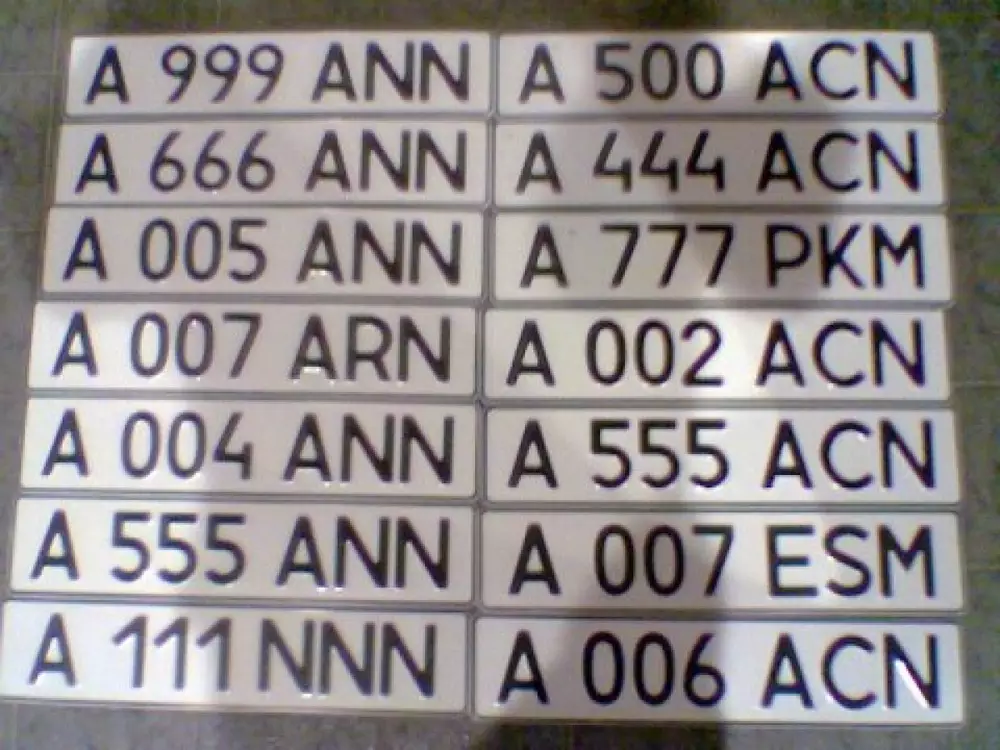 A 999 ANN
A 500 ACN
A 666 ANN
A 444 ACN
A 005 ANN
A 777 PKM
A 007 ARN
A 002 ACN
A 004 ANN
A 555 ACN
A 555 ANN
A 007 ESM
A 111 NNN
A 006 ACN